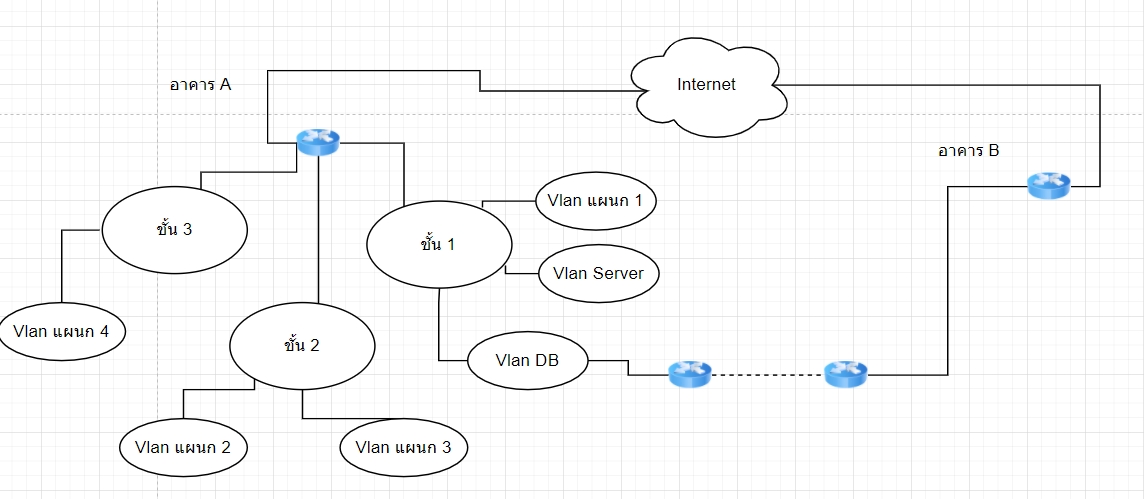 อาคาร A
Internet
อาคาร B
Vlan แผนก 1
ชั้น 3
ชั้น 1
Vlan Server
Vlan แผนก 4
ชั้น 2
Vlan DB
Vlan แผนก 2
Vlan แผนก 3